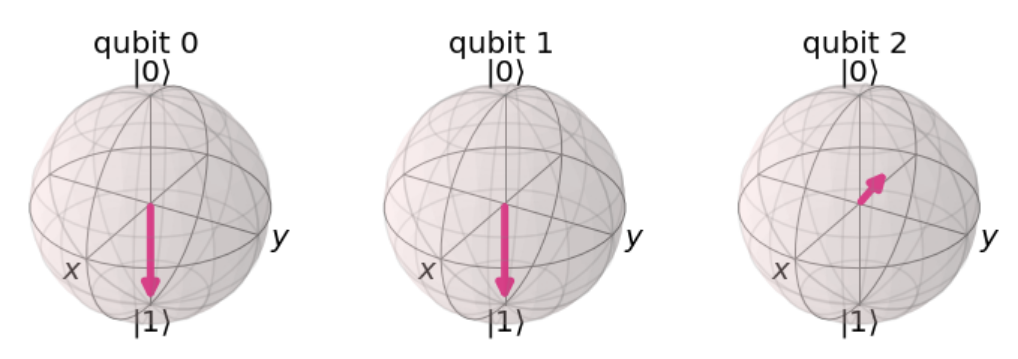 qubit 0
|0⟩
x
y
|1⟩
qubit 1
|0⟩
x
y
|1⟩
qubit 2
|0⟩
x
y
|1⟩